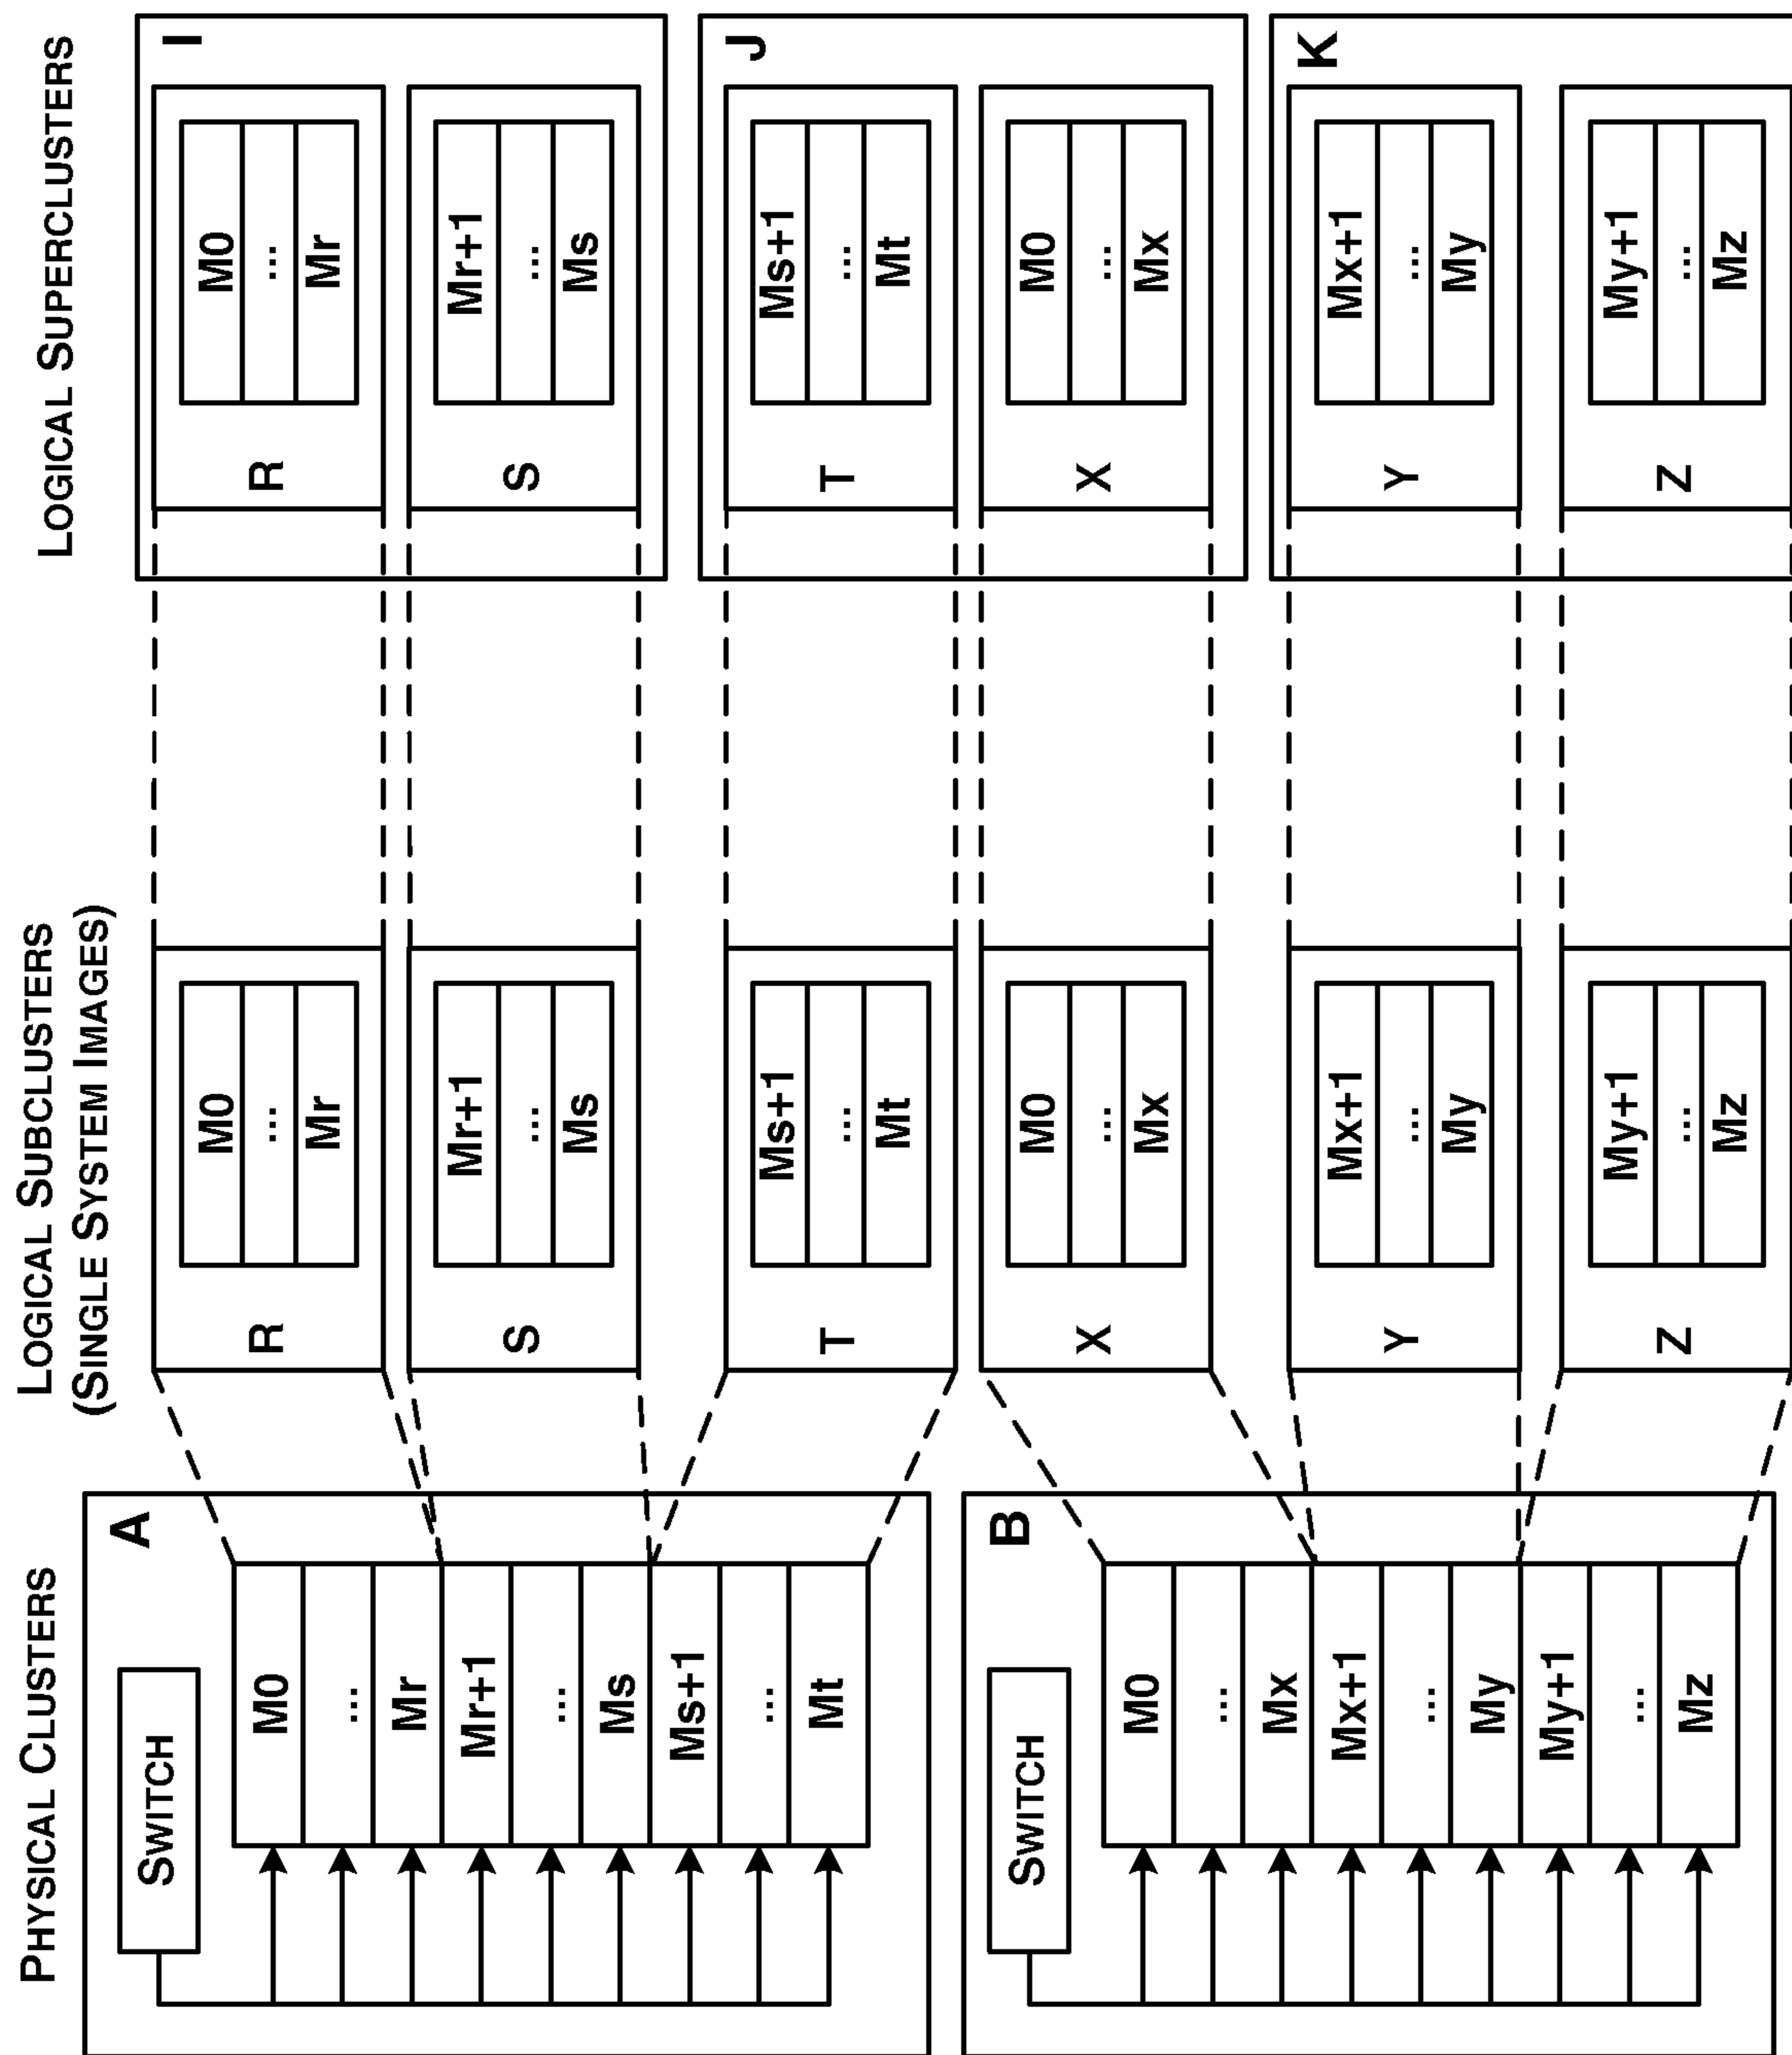 PHYSICAL CLUSTERS
A
SWITCH
M0
...
Mr
Mr+1
...
Ms
Ms+1
...
Mt
B
SWITCH
M0
...
Mx
Mx+1
...
My
My+1
...
Mz
LOGICAL SUBCLUSTERS
(SINGLE SYSTEM IMAGES)
R
M0
...
Mr
S
Mr+1
...
Ms
T
Ms+1
...
Mt
X
M0
...
Mx
Y
Mx+1
...
My
Z
My+1
...
Mz
LOGICAL SUPERCLUSTERS
I
R
M0
...
Mr
S
Mr+1
...
Ms
J
T
Ms+1
...
Mt
X
M0
...
Mx
K
Y
Mx+1
...
My
Z
My+1
...
Mz